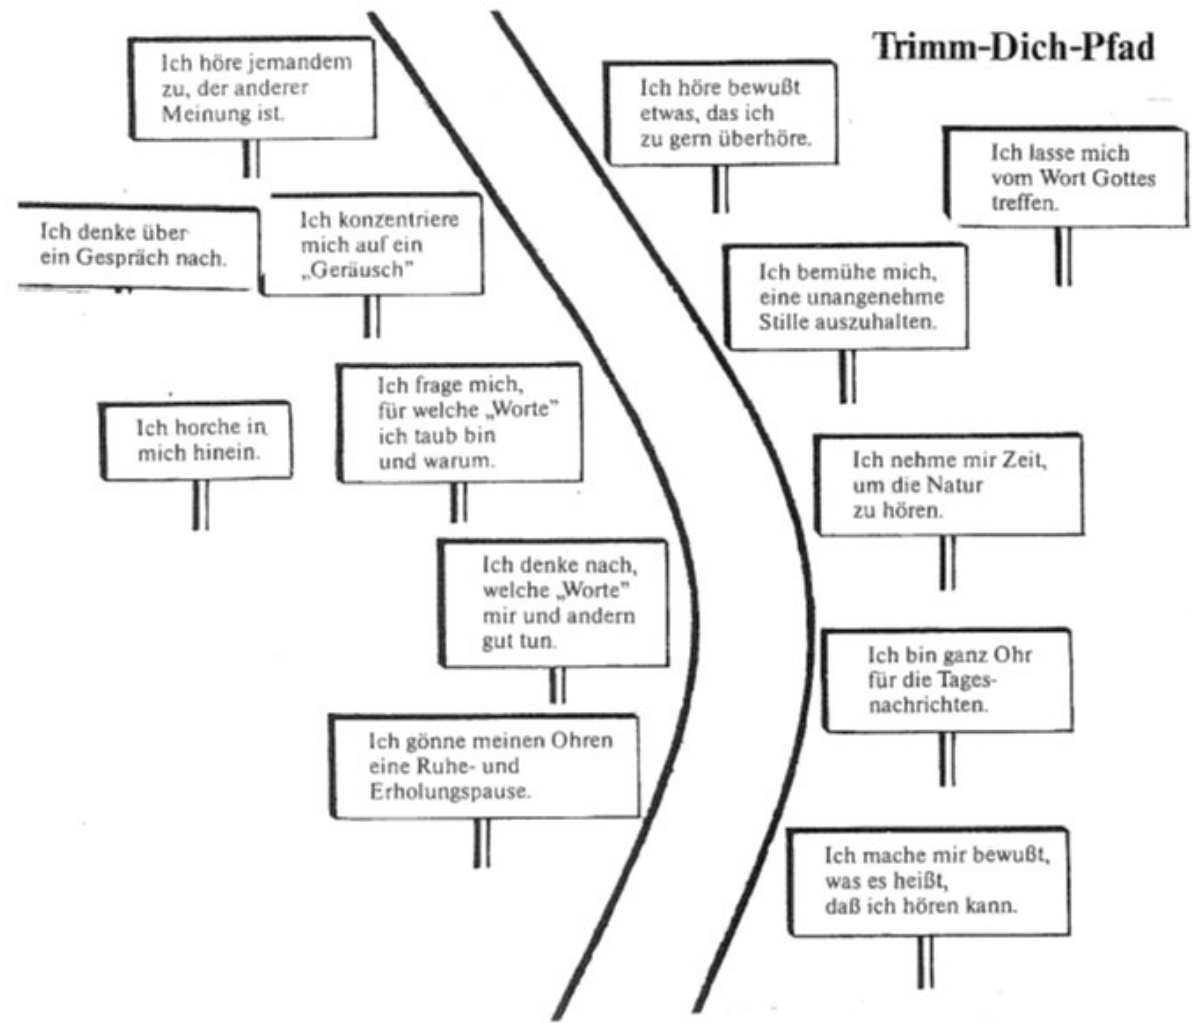 Trimm-Dich-Pfad
Ich höre jemandem
zu, der anderer
Meinung ist.
Ich höre bewußt
etwas, das ich
zu gern überhöre.
Ich lasse mich
vom Wort Gottes
treffen.
Ich denke über
ein Gespräch nach.
Ich konzentriere
mich auf ein
„Geräusch”
Ich bemühe mich,
eine unangenehme
Stille auszuhalten.
Ich horche in
mich hinein.
Ich frage mich,
für welche „Worte”
ich taub bin
und warum.
Ich nehme mir Zeit,
um die Natur
zu hören.
Ich denke nach,
welche „Worte”
mir und andern
gut tun.
Ich bin ganz Ohr
für die Tages-
nachrichten.
Ich gönne meinen Ohren
eine Ruhe- und
Erholungspause.
Ich mache mir bewußt,
was es heißt,
daß ich hören kann.